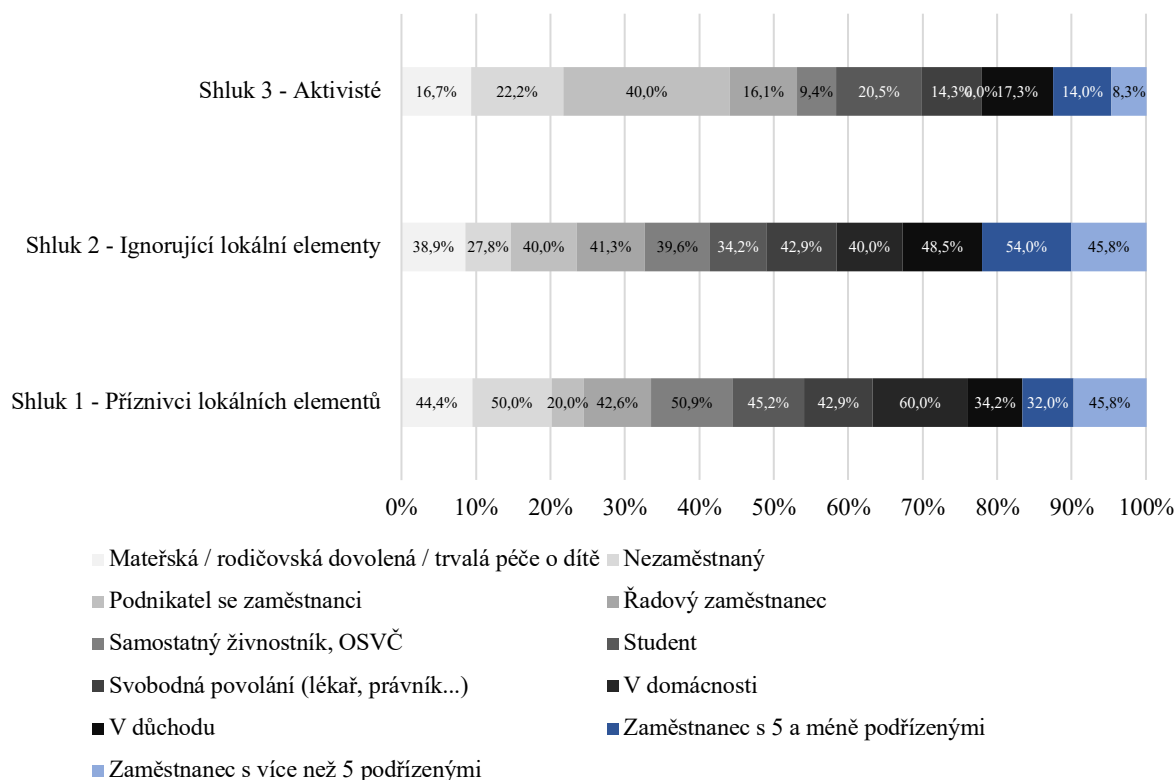 Shluk 3 - Aktivisté
16,7% 22,2% 40,0% 16,1% 9,4% 20,5% 14,3% 0,0% 17,3% 14,0% 8,3%
Shluk 2 - Ignorující lokální elementy
38,9% 27,8% 40,0% 41,3% 39,6% 34,2% 42,9% 40,0% 48,5% 54,0% 45,8%
Shluk 1 - Příznivci lokálních elementů
44,4% 50,0% 20,0% 42,6% 50,9% 45,2% 42,9% 60,0% 34,2% 32,0% 45,8%
0% 10% 20% 30% 40% 50% 60% 70% 80% 90% 100%
Mateřská / rodičovská dovolená / trvalá péče o dítě Nezaměstnaný
Podnikatel se zaměstnanci Řadový zaměstnanec
Samostatný živnostník, OSVČ Student
Svobodná povolání (lékař, právník...) V domácnosti
V důchodu Zaměstnanec s 5 a méně podřízenými
Zaměstnanec s více než 5 podřízenými